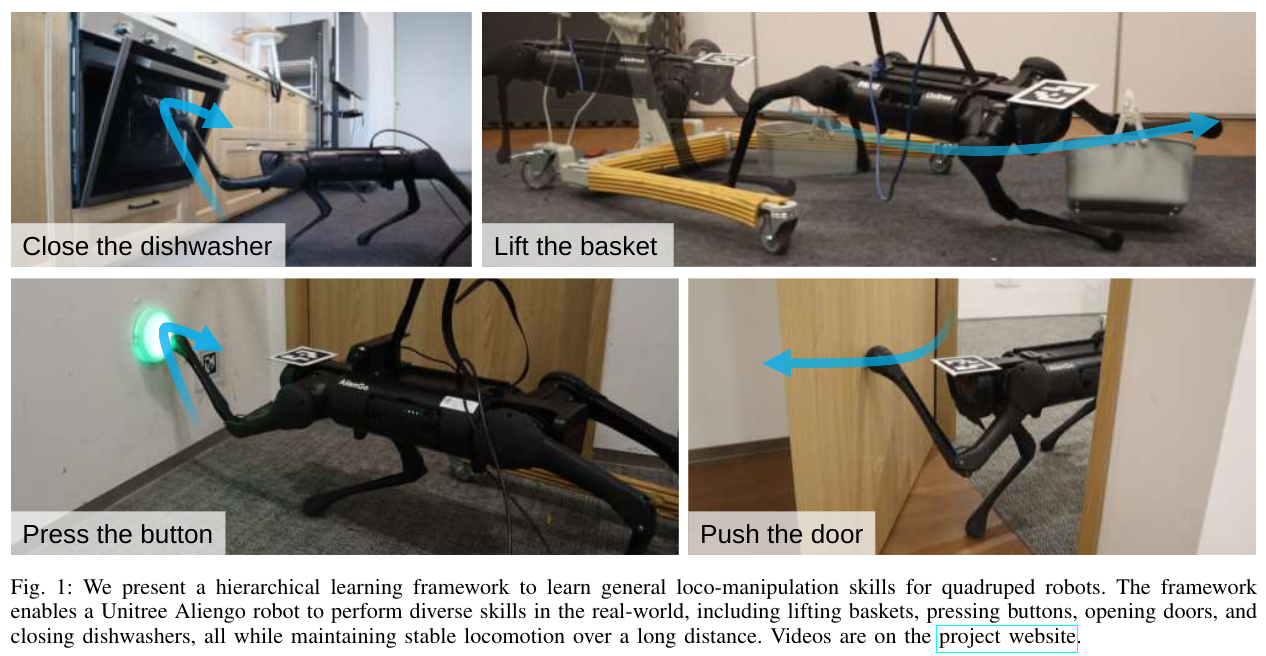 Close the dishwasher
Lift the basket
Unitree
Unitree
Press the button
AlienGo
Push the door
Fig. 1: We present a hierarchical learning framework to learn general loco-manipulation skills for quadruped robots. The framework
enables a Unitree Aliengo robot to perform diverse skills in the real-world, including lifting baskets, pressing buttons, opening doors, and
closing dishwashers, all while maintaining stable locomotion over a long distance. Videos are on the project website.